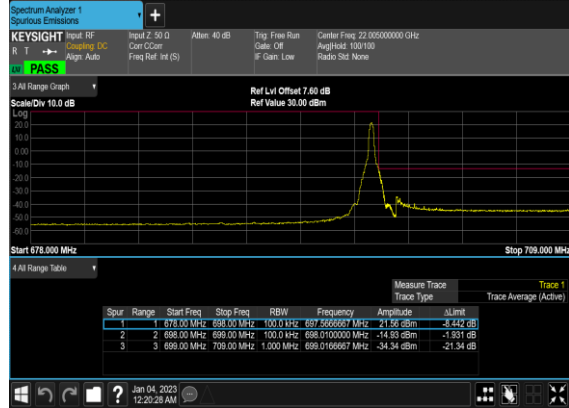 Spectrum Analyzer 1
Spurious Emissions
KEYSIGHT Input: RF Input Z: 50 Ω Atten: 40 dB Trig: Free Run Center Freq: 22.005000000 GHz
R T Coupling: DC Corr CCorr Gate: Off Avg|Hold: 100/100
Align: Auto Freq Ref: Int (S) IF Gain: Low Radio Std: None
PASS
3 All Range Graph Ref Lvl Offset 7.60 dB
Scale/Div 10.0 dB Ref Value 30.00 dBm
Log
20.0
10.0
0.00
-10.0
-20.0
-30.0
-40.0
-50.0
-60.0
Start 678.000 MHz Stop 709.000 MHz
4 All Range Table
Measure Trace Trace 1
Trace Type Trace Average (Active)
Spur Range Start Freq Stop Freq RBW Frequency Amplitude ΔLimit
1 1 678.00 MHz 698.00 MHz 100.0 kHz 697.5666667 MHz 21.56 dBm -8.442 dB
2 2 698.00 MHz 699.00 MHz 100.0 kHz 698.0100000 MHz -14.93 dBm -1.931 dB
3 3 699.00 MHz 709.00 MHz 1.000 MHz 699.0166667 MHz -34.34 dBm -21.34 dB
? Jan 04, 2023
12:20:28 AM